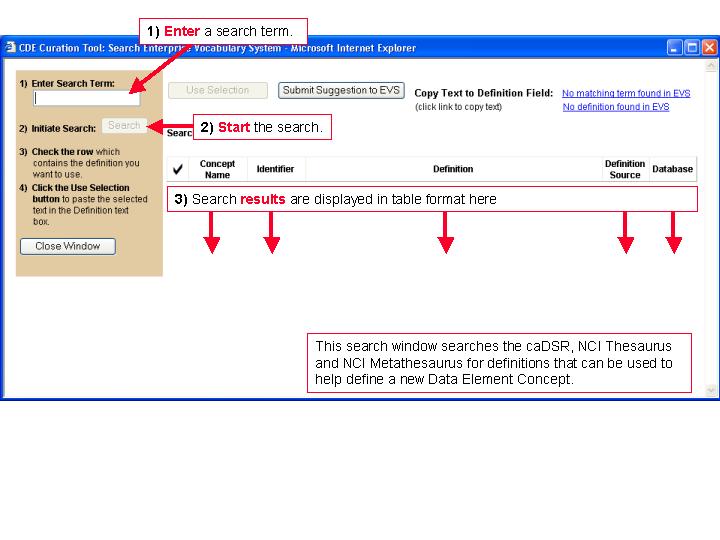 1) Enter a search term.
CDE Curation Tool: Search Enterprise Vocabulary System - Microsoft Internet Explorer
1) Enter Search Term:
2) Initiate Search: Search
3) Check the row which
contains the definition you
want to use.
4) Click the Use Selection
button to paste the selected
text in the Definition text
box.
Close Window
Use Selection
Submit Suggestion to EVS
Copy Text to Definition Field:
(click link to copy text)
No matching term found in EVS
No definition found in EVS
2) Start the search.
Concept
Name
Identifier
Definition
Definition
Source
Database
3) Search results are displayed in table format here
This search window searches the caDSR, NCI Thesaurus
and NCI Metathesaurus for definitions that can be used to
help define a new Data Element Concept.